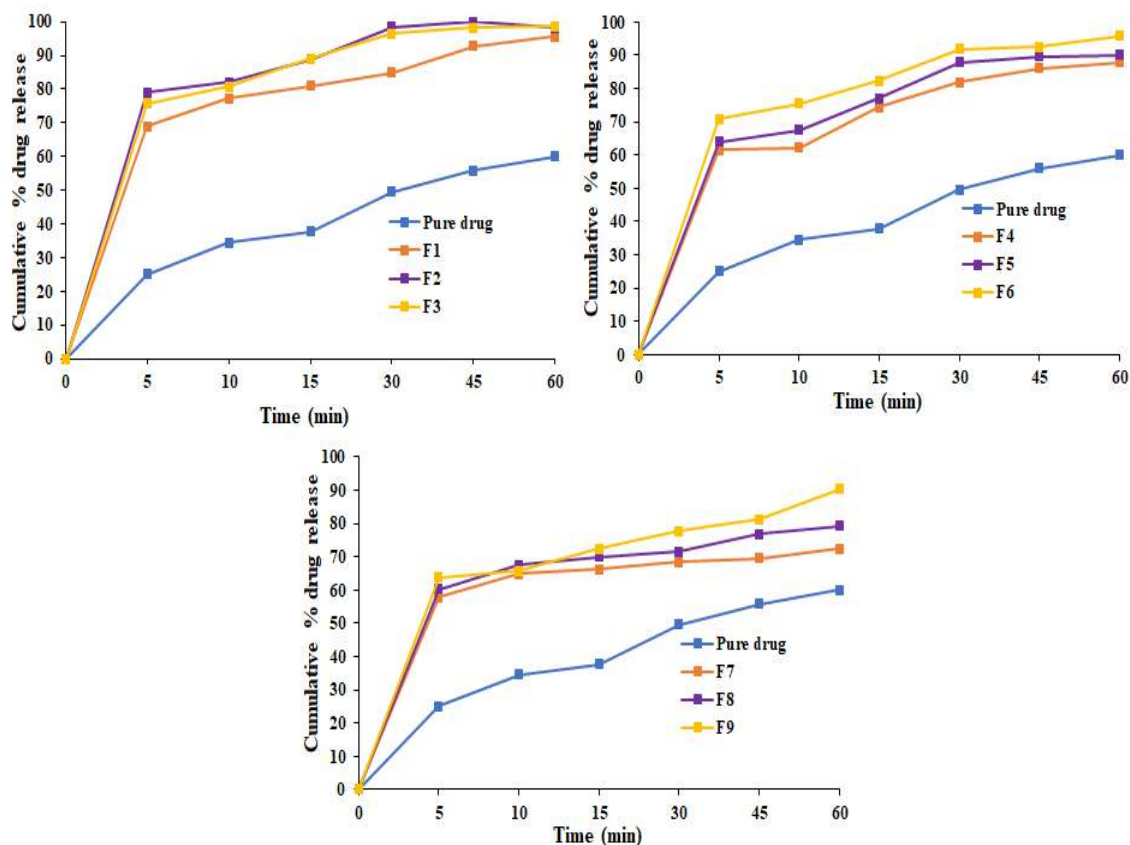 Cumulative % drug release
100
90
80
70
60
50
40
30
20
10
0
Pure drug
F1
F2
F3
0 5 10 15 30 45 60
Time (min)
Cumulative % drug release
100
90
80
70
60
50
40
30
20
10
0
Pure drug
F4
F5
F6
0 5 10 15 30 45 60
Time (min)
Cumulative % drug release
100
90
80
70
60
50
40
30
20
10
0
Pure drug
F7
F8
F9
0 5 10 15 30 45 60
Time (min)